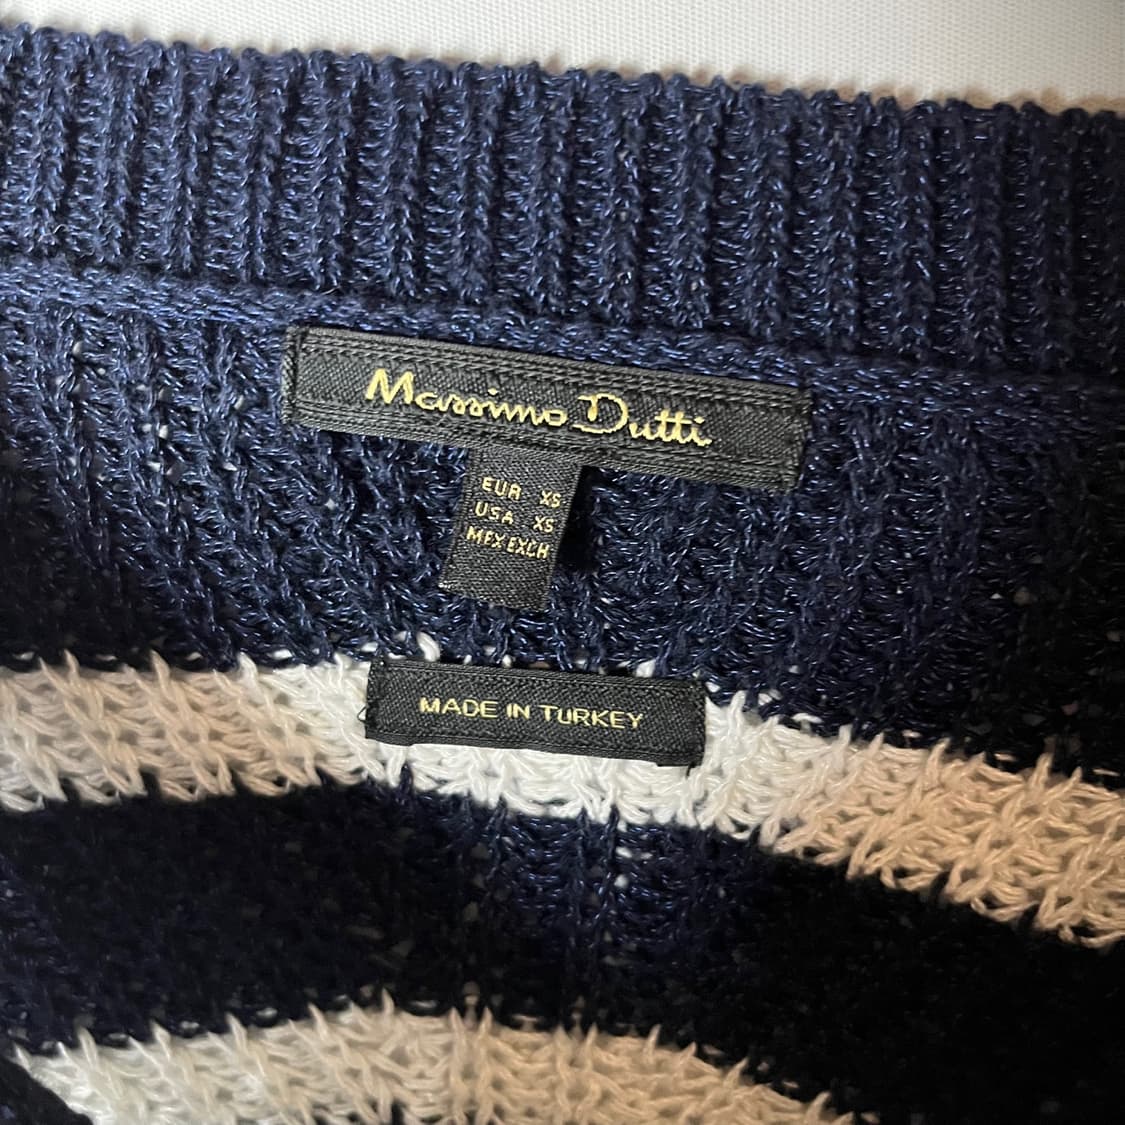 Massimo Dutti
EUR XS
USA XS
MEX EXCH
MADE IN TURKEY